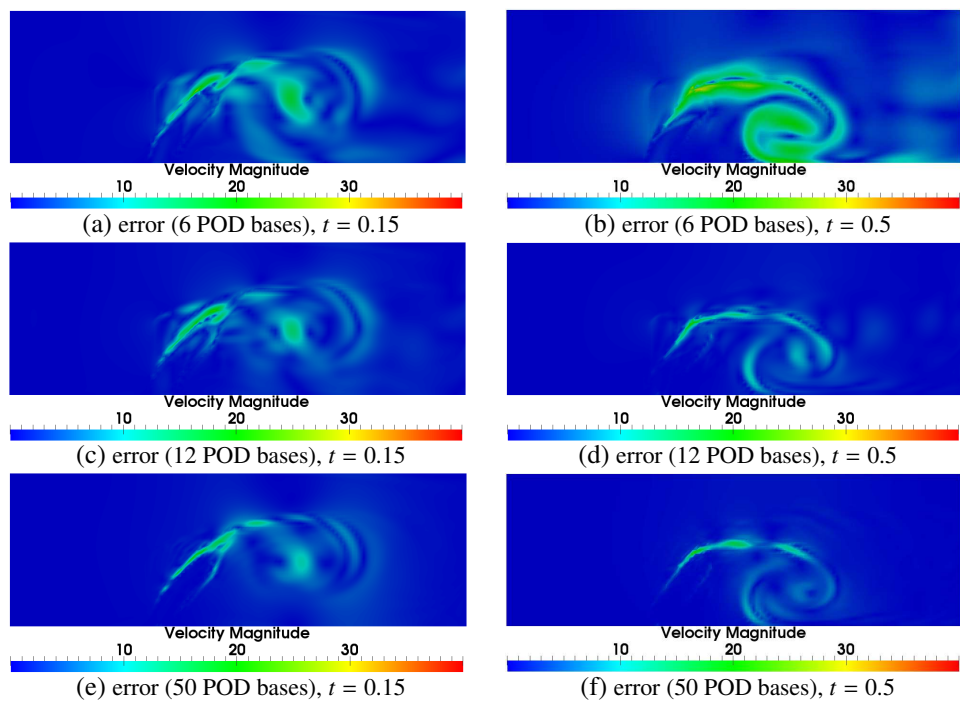 Velocity Magnitude
10 20 30
(a) error (6 POD bases), t = 0.15
Velocity Magnitude
10 20 30
(b) error (6 POD bases), t = 0.5
Velocity Magnitude
10 20 30
(c) error (12 POD bases), t = 0.15
Velocity Magnitude
10 20 30
(d) error (12 POD bases), t = 0.5
Velocity Magnitude
10 20 30
(e) error (50 POD bases), t = 0.15
Velocity Magnitude
10 20 30
(f) error (50 POD bases), t = 0.5